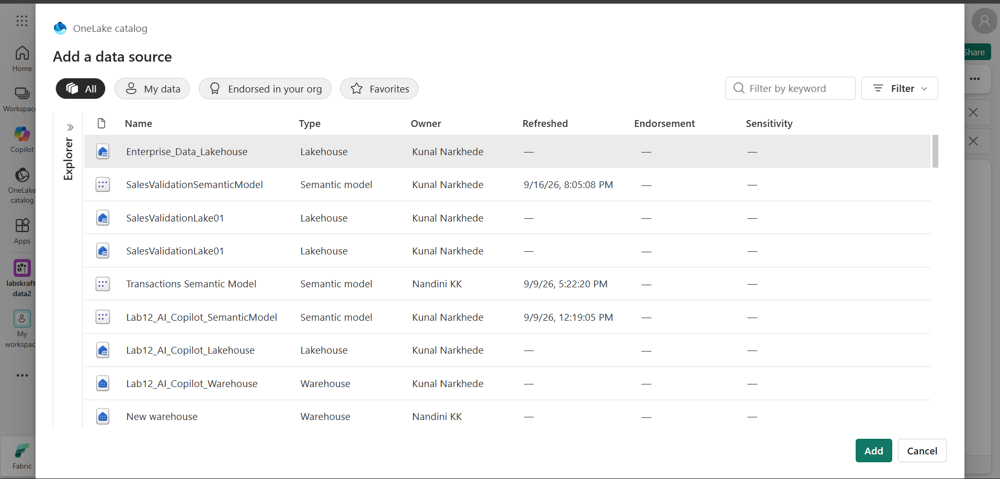 OneLake catalog
Add a data source
All
My data
Endorsed in your org
Favorites
Filter by keyword
Filter
Explorer
Name Type Owner Refreshed Endorsement Sensitivity
Enterprise_Data_Lakehouse Lakehouse Kunal Narkhede — — —
SalesValidationSemanticModel Semantic model Kunal Narkhede 9/16/26, 8:05:08 PM — —
SalesValidationLake01 Lakehouse Kunal Narkhede — — —
SalesValidationLake01 Lakehouse Kunal Narkhede — — —
Transactions Semantic Model Semantic model Nandini KK 9/9/26, 5:22:20 PM — —
Lab12_AI_Copilot_SemanticModel Semantic model Kunal Narkhede 9/9/26, 12:19:05 PM — —
Lab12_AI_Copilot_Lakehouse Lakehouse Kunal Narkhede — — —
Lab12_AI_Copilot_Warehouse Warehouse Kunal Narkhede — — —
New warehouse Warehouse Nandini KK — — —
Add
Cancel
Home
Workspac
Copilot
OneLake
catalog
Apps
1
labskraft
data2
My
workspac
Fabric
Share